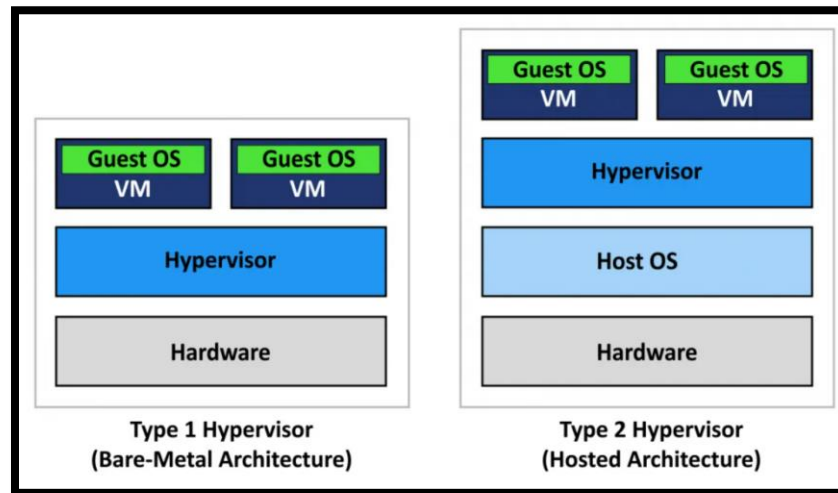 Guest OS
VM
Guest OS
VM
Hypervisor
Hardware
Type 1 Hypervisor
(Bare-Metal Architecture)
Guest OS
VM
Guest OS
VM
Hypervisor
Host OS
Hardware
Type 2 Hypervisor
(Hosted Architecture)